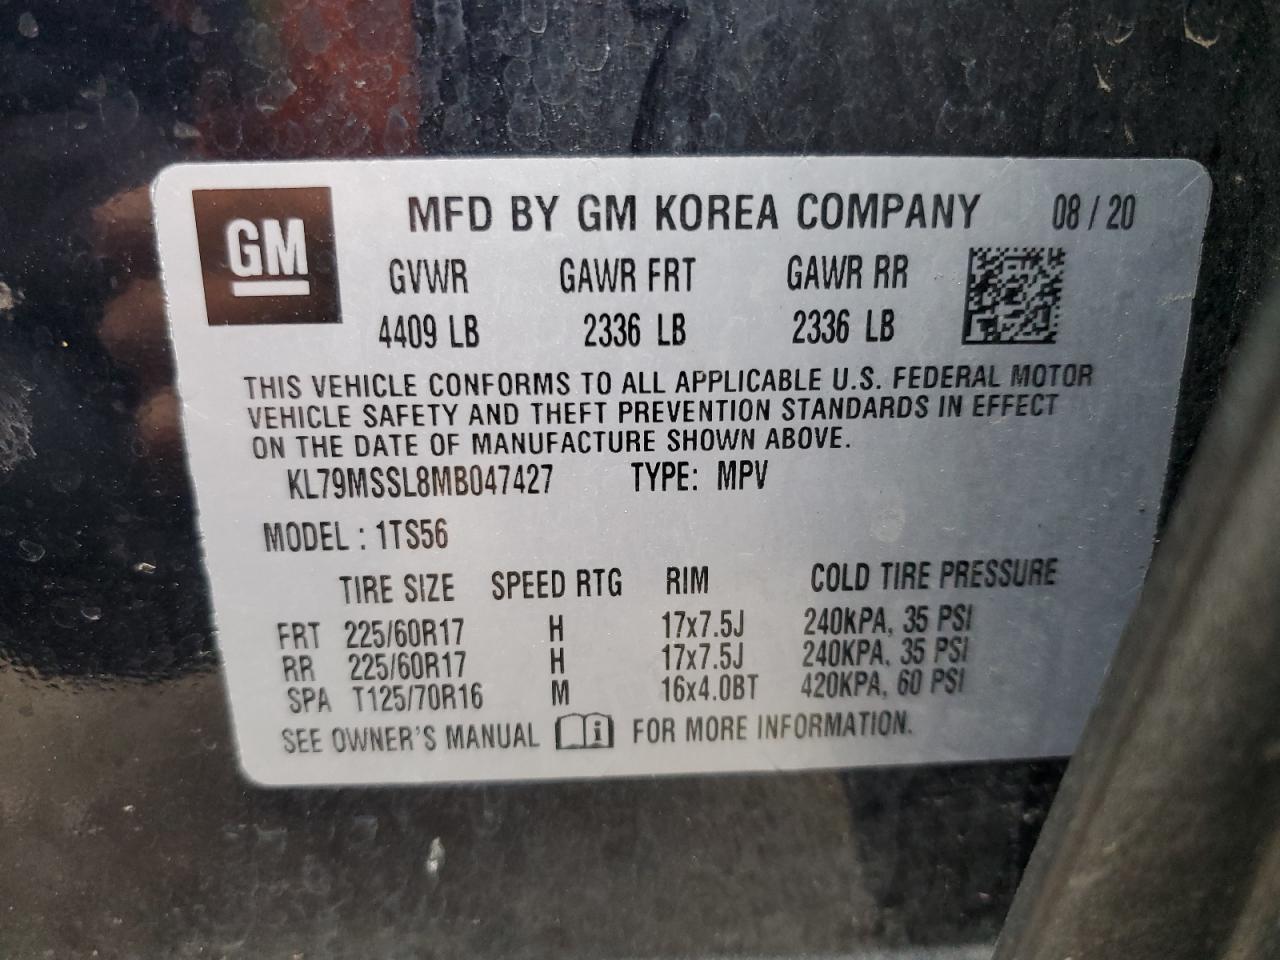 GM
MFD BY GM KOREA COMPANY 08 / 20
GVWR GAWR FRT GAWR RR
4409 LB 2336 LB 2336 LB
THIS VEHICLE CONFORMS TO ALL APPLICABLE U.S. FEDERAL MOTOR
VEHICLE SAFETY AND THEFT PREVENTION STANDARDS IN EFFECT
ON THE DATE OF MANUFACTURE SHOWN ABOVE.
KL79MSSL8MB047427 TYPE: MPV
MODEL : 1TS56
TIRE SIZE SPEED RTG RIM COLD TIRE PRESSURE
FRT 225/60R17 H 17x7.5J 240KPA, 35 PSI
RR 225/60R17 H 17x7.5J 240KPA, 35 PSI
SPA T125/70R16 M 16x4.0BT 420KPA, 60 PSI
SEE OWNER'S MANUAL i FOR MORE INFORMATION.